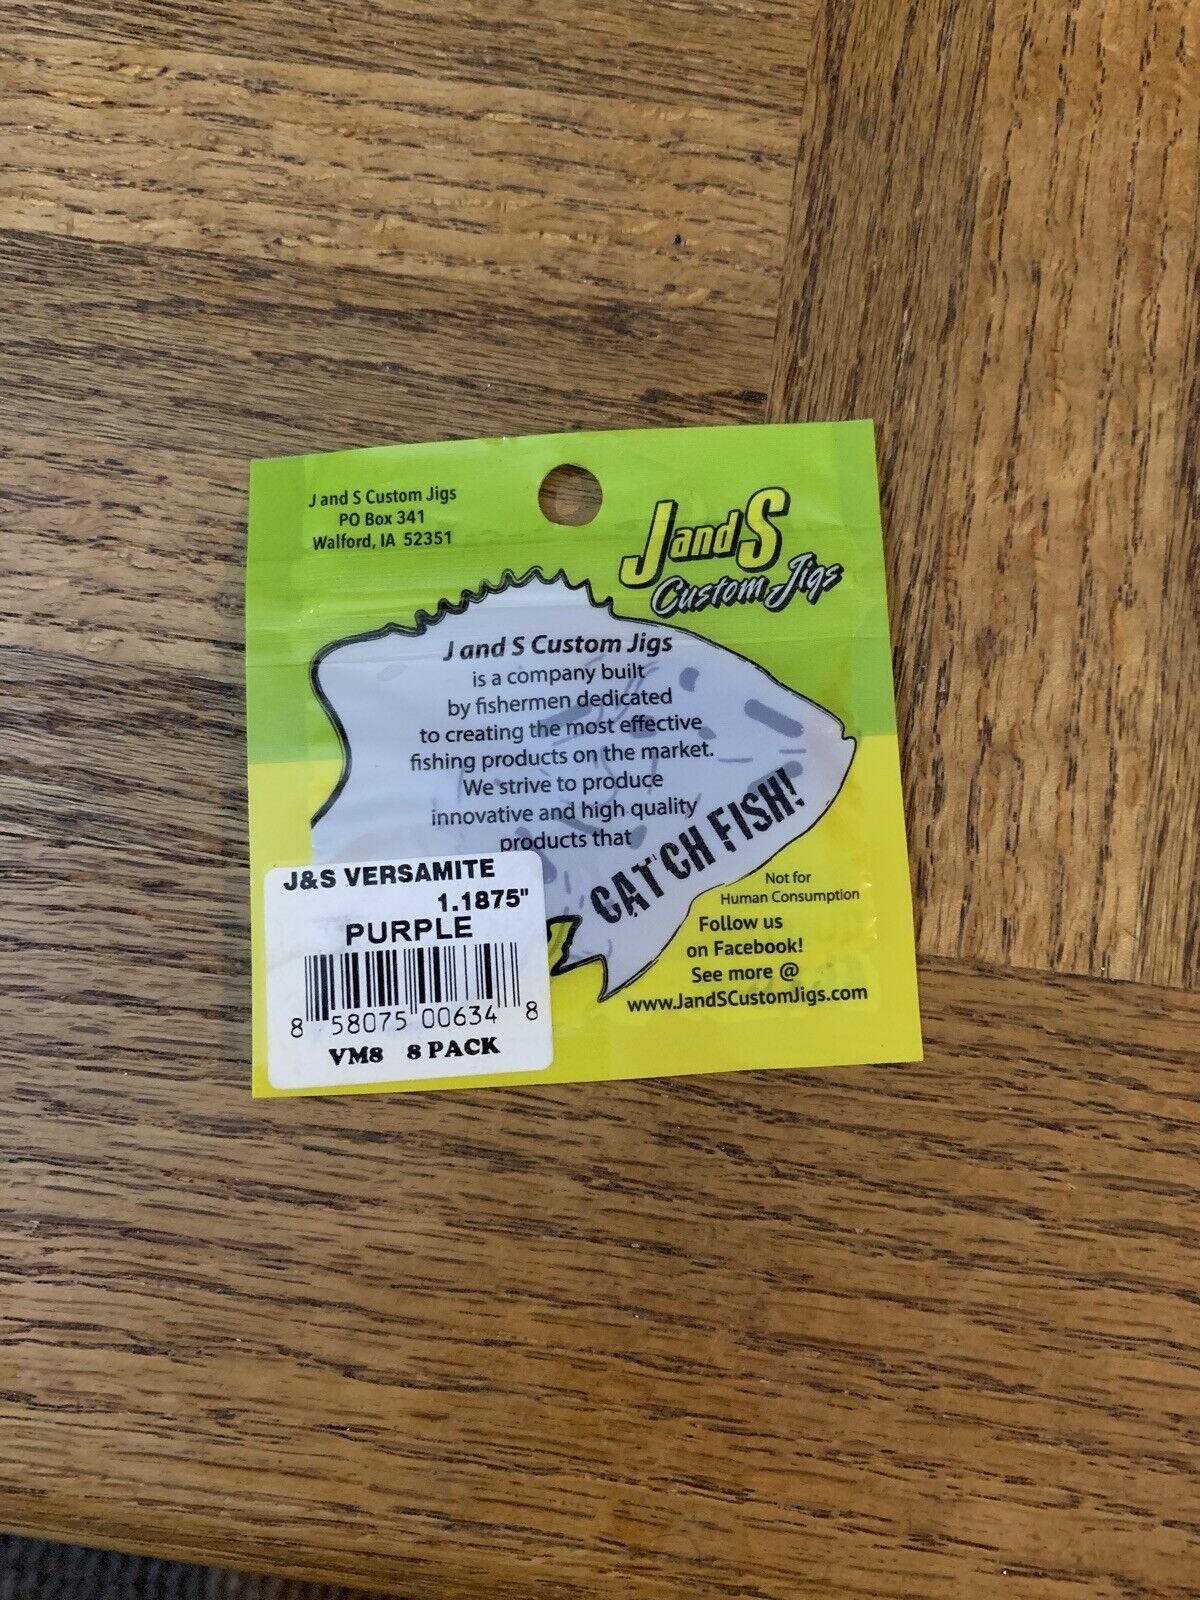 J and S Custom Jigs
PO Box 341
Walford, IA 52351
J and S
Custom Jigs
J and S Custom Jigs
is a company built
by fishermen dedicated
to creating the most effective
fishing products on the market.
We strive to produce
innovative and high quality
products that
CATCH FISH!
J&S VERSAMITE
1.1875"
PURPLE
8 58075 00634 8
VM8 8 PACK
Not for
Human Consumption
Follow us
on Facebook!
See more @
www.JandSCustomJigs.com